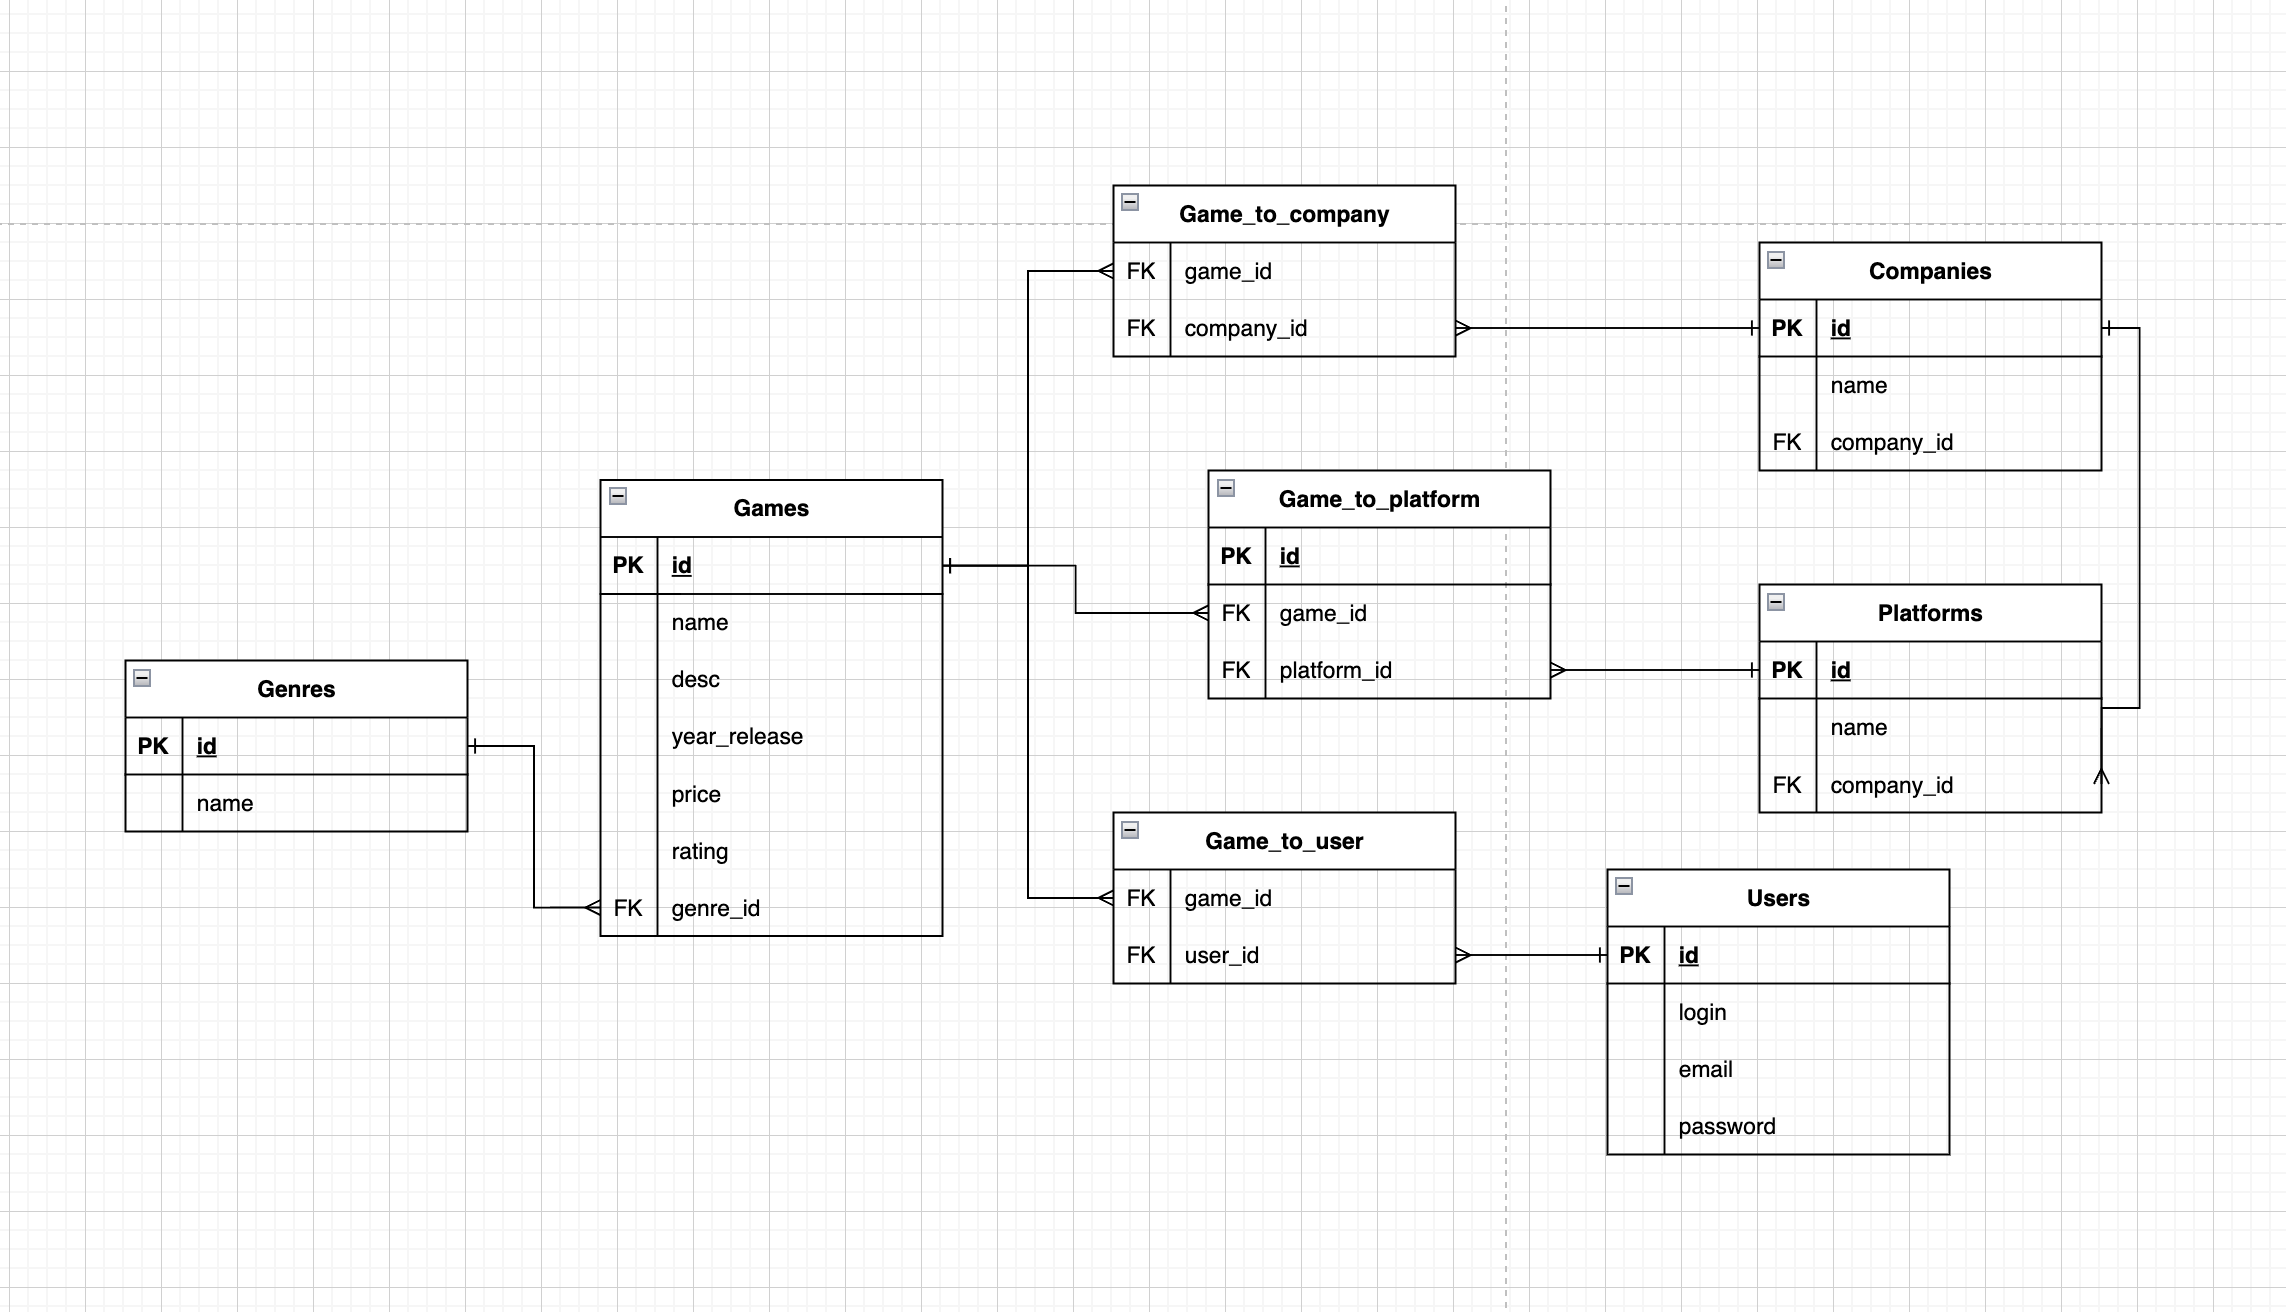 Game_to_company
FK game_id
FK company_id
Companies
PK id
name
FK company_id
Game_to_platform
PK id
FK game_id
FK platform_id
Games
PK id
name
desc
year_release
price
rating
FK genre_id
Platforms
PK id
name
FK company_id
Genres
PK id
name
Game_to_user
FK game_id
FK user_id
Users
PK id
login
email
password